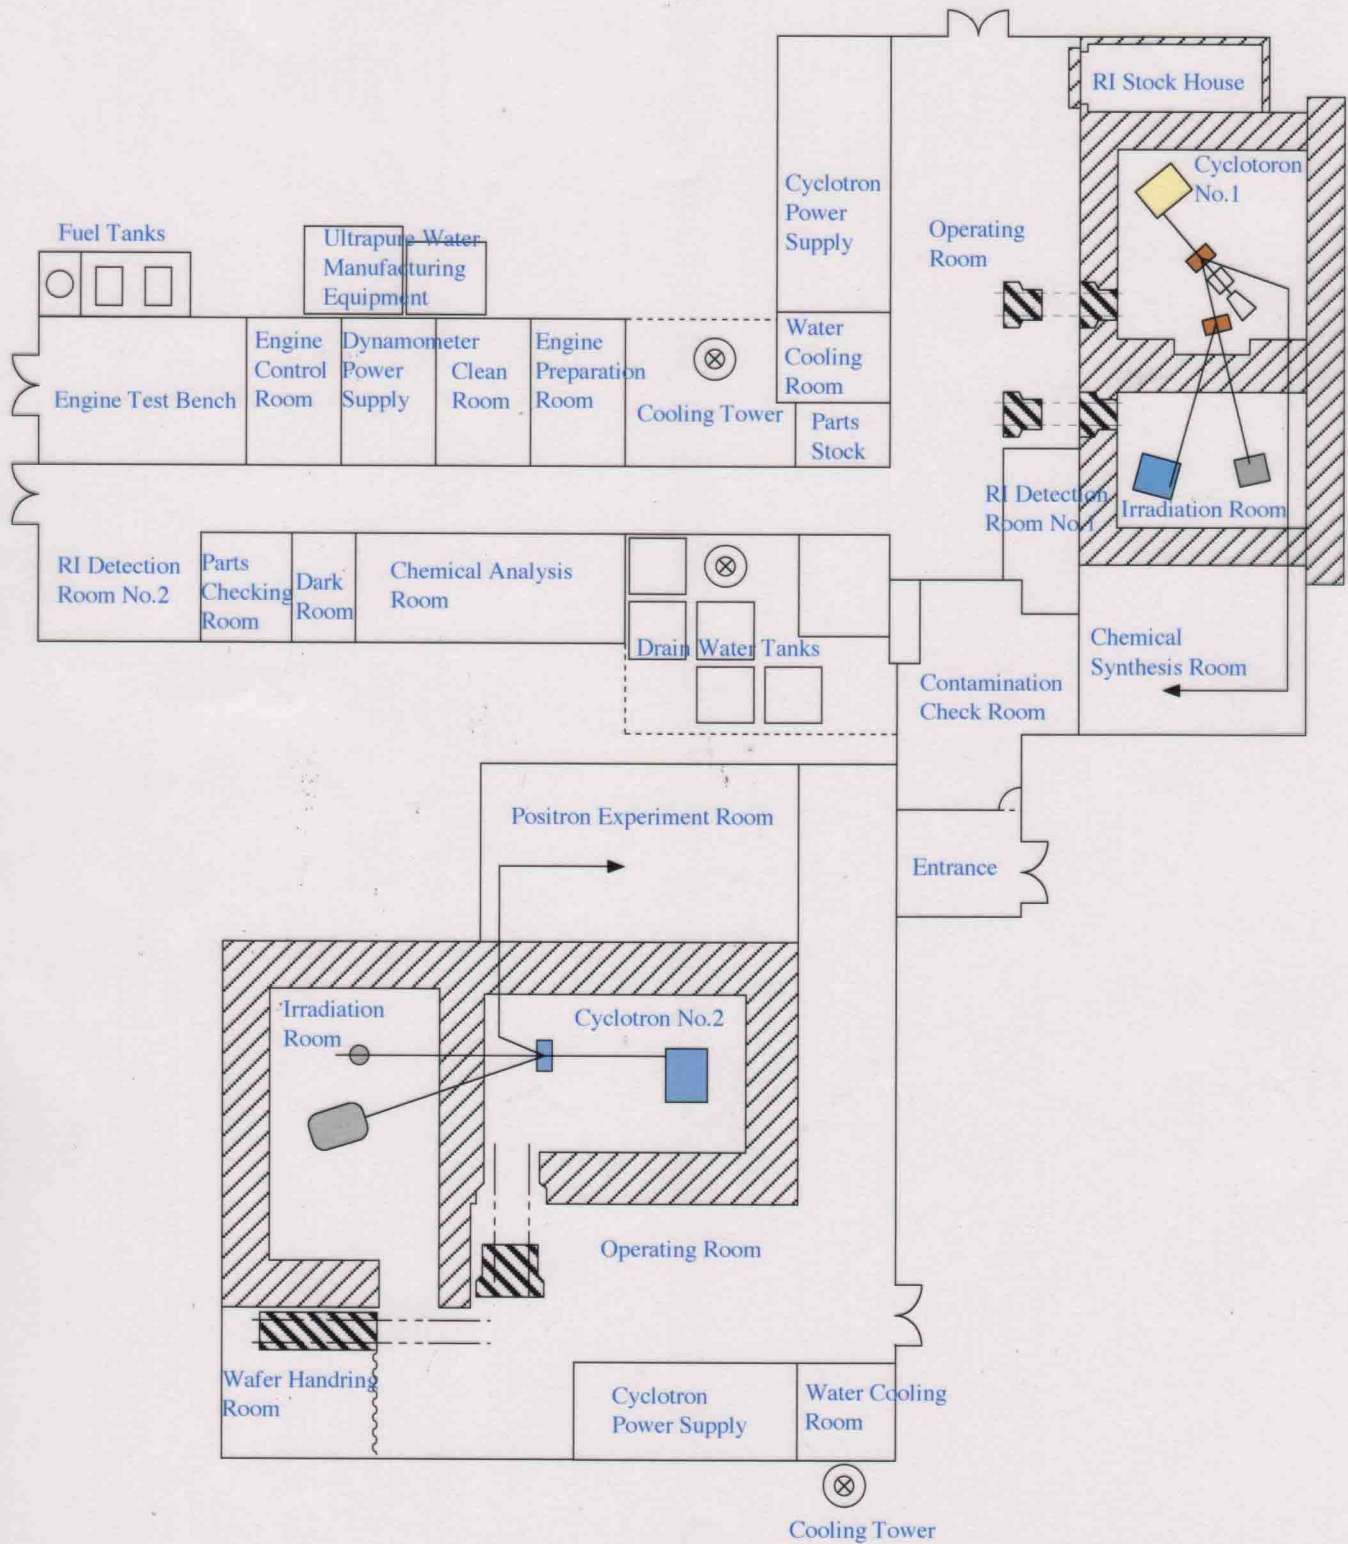 RI Stock House
Cyclotoron
No.1
Cyclotron
Power
Supply
Operating
Room
Fuel Tanks
Ultrapure Water
Manufacturing
Equipment
Engine Test Bench
Engine
Control
Room
Dynamometer
Power
Supply
Clean
Room
Engine
Preparation
Room
Cooling Tower
Water
Cooling
Room
Parts
Stock
RI Detection
Room No.1
Irradiation Room
RI Detection
Room No.2
Parts
Checking
Room
Dark
Room
Chemical Analysis
Room
Drain Water Tanks
Contamination
Check Room
Chemical
Synthesis Room
Positron Experiment Room
Entrance
Irradiation
Room
Cyclotron No.2
Operating Room
Wafer Handring
Room
Cyclotron
Power Supply
Water Cooling
Room
Cooling Tower